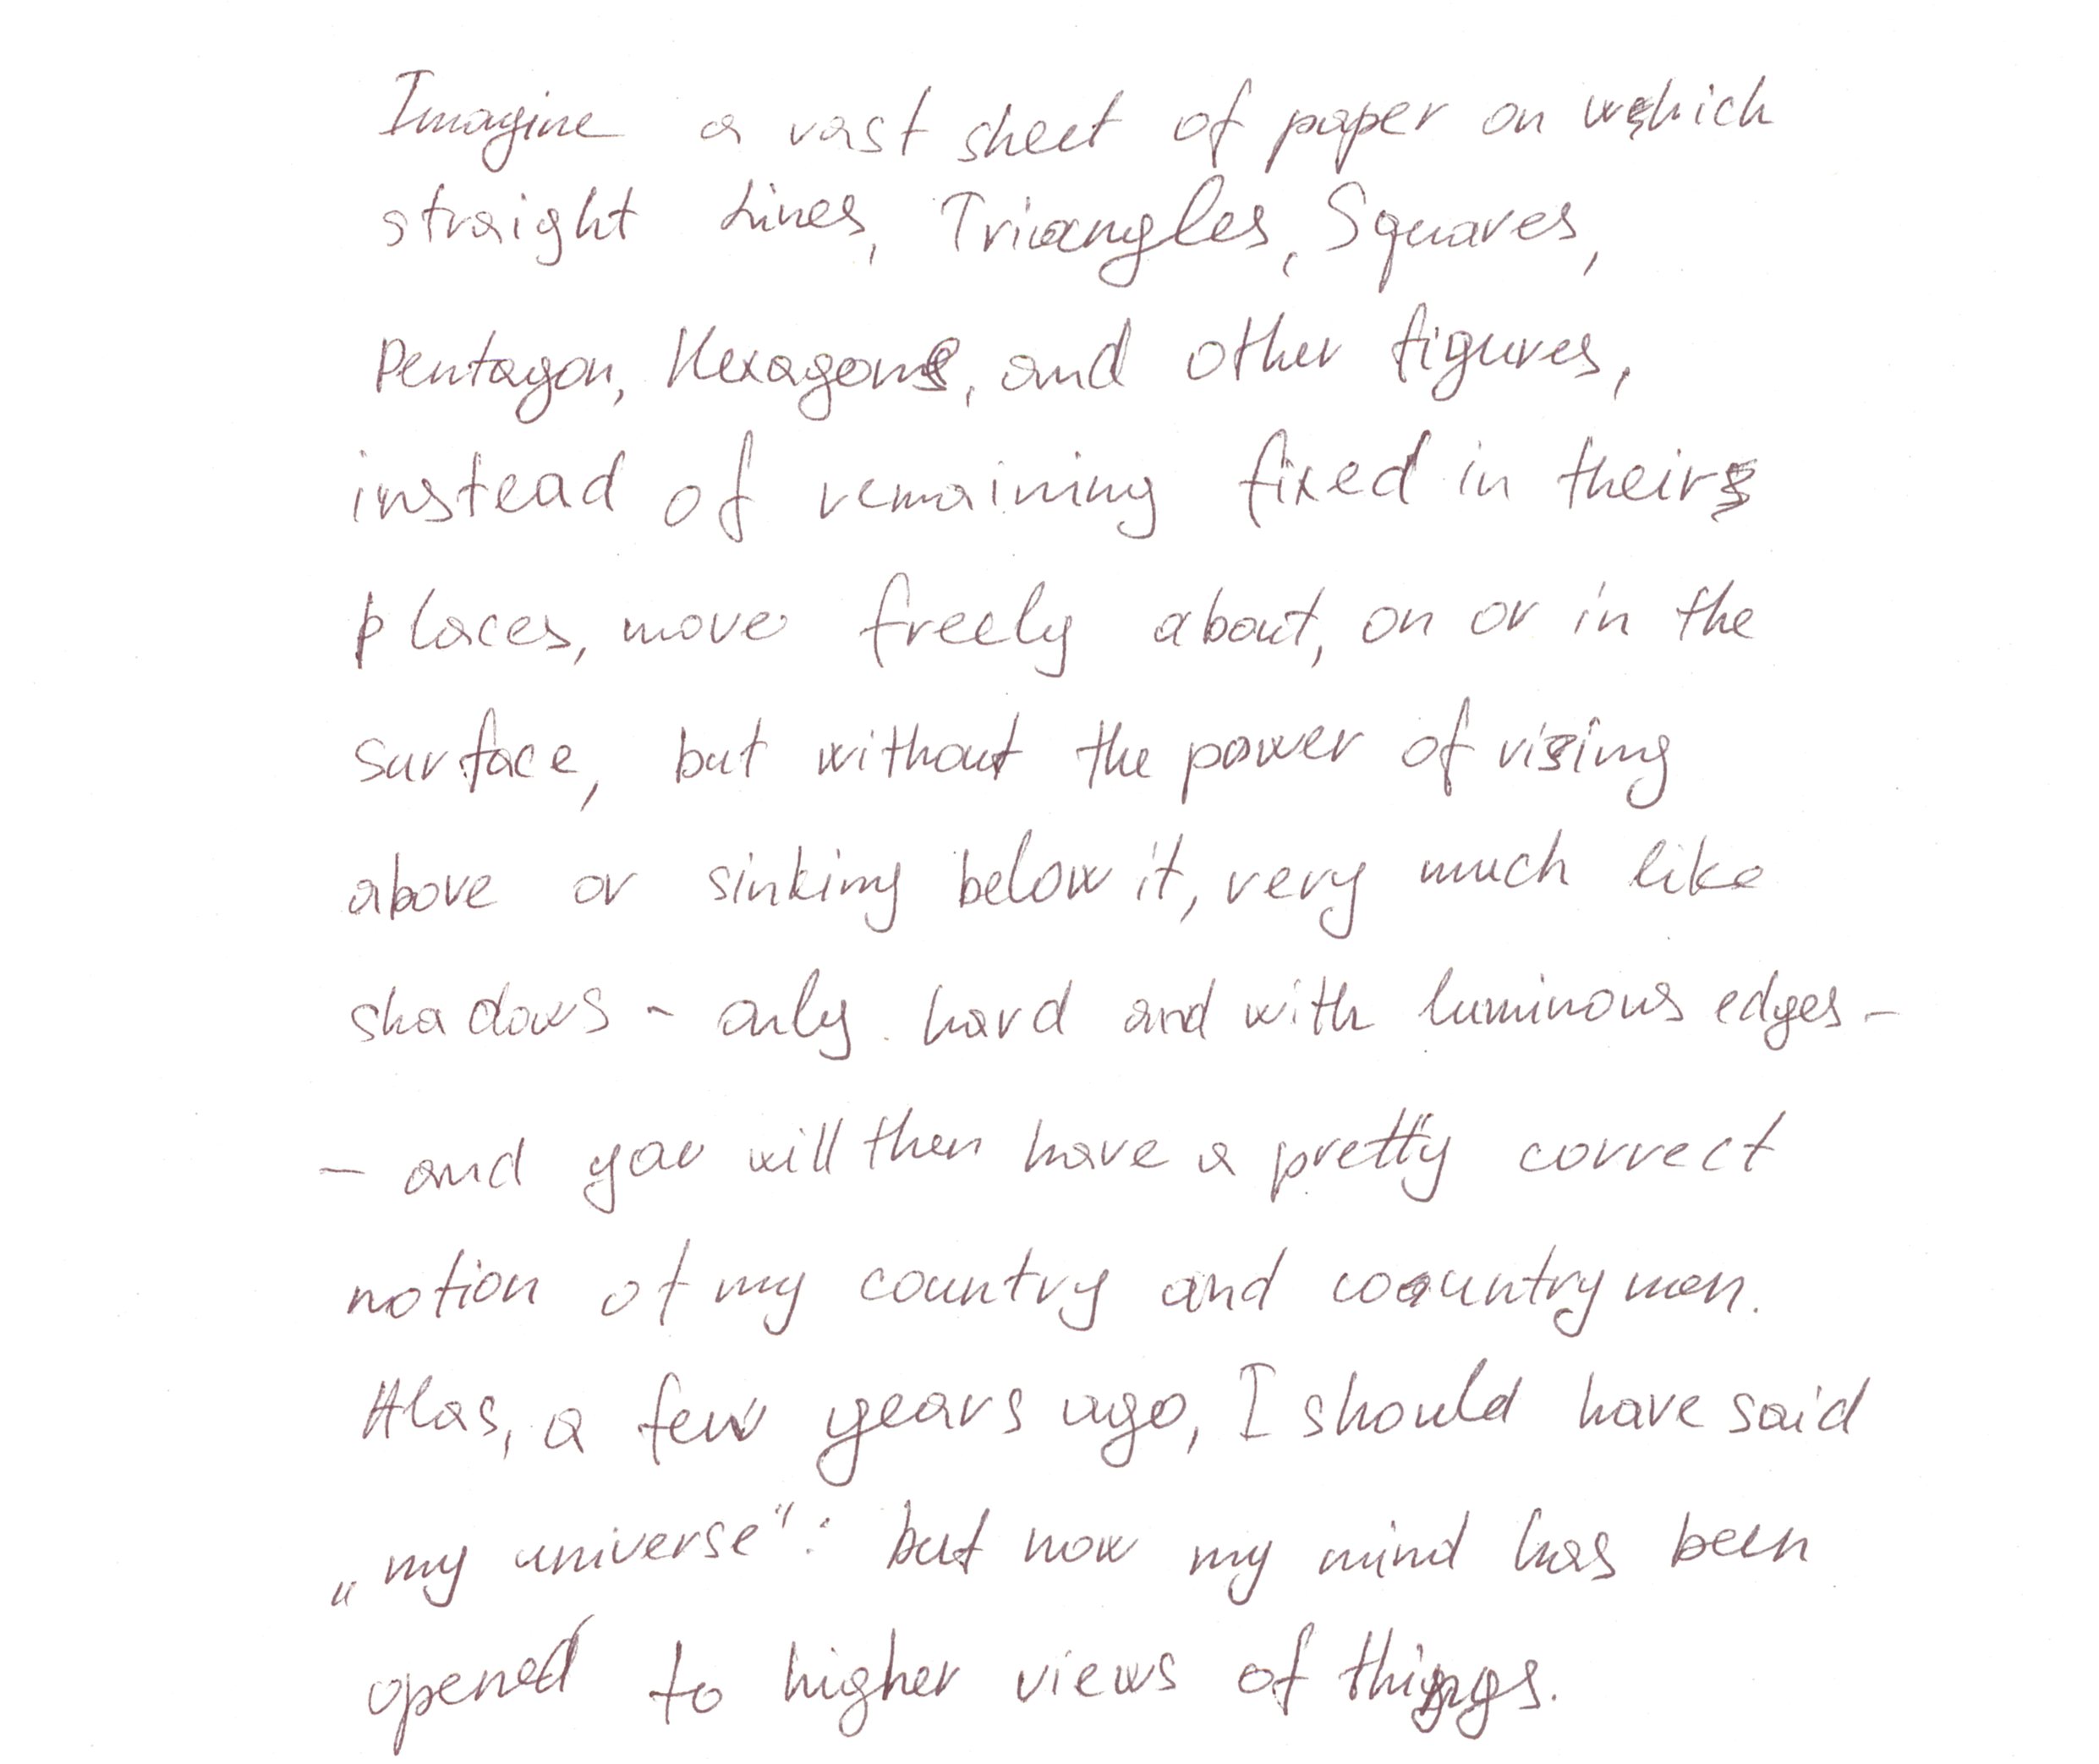 Imagine a vast sheet of paper on which
straight Lines, Triangles, Squares,
Pentagon, Hexagons, and other figures,
instead of remaining fixed in their
places, move freely about, on or in the
surface, but without the power of rising
above or sinking below it, very much like
shadows - only hard and with luminous edges -
- and you will then have a pretty correct
notion of my country and countrymen.
Alas, a few years ago, I should have said
„my universe“: but now my mind has been
opened to higher views of things.